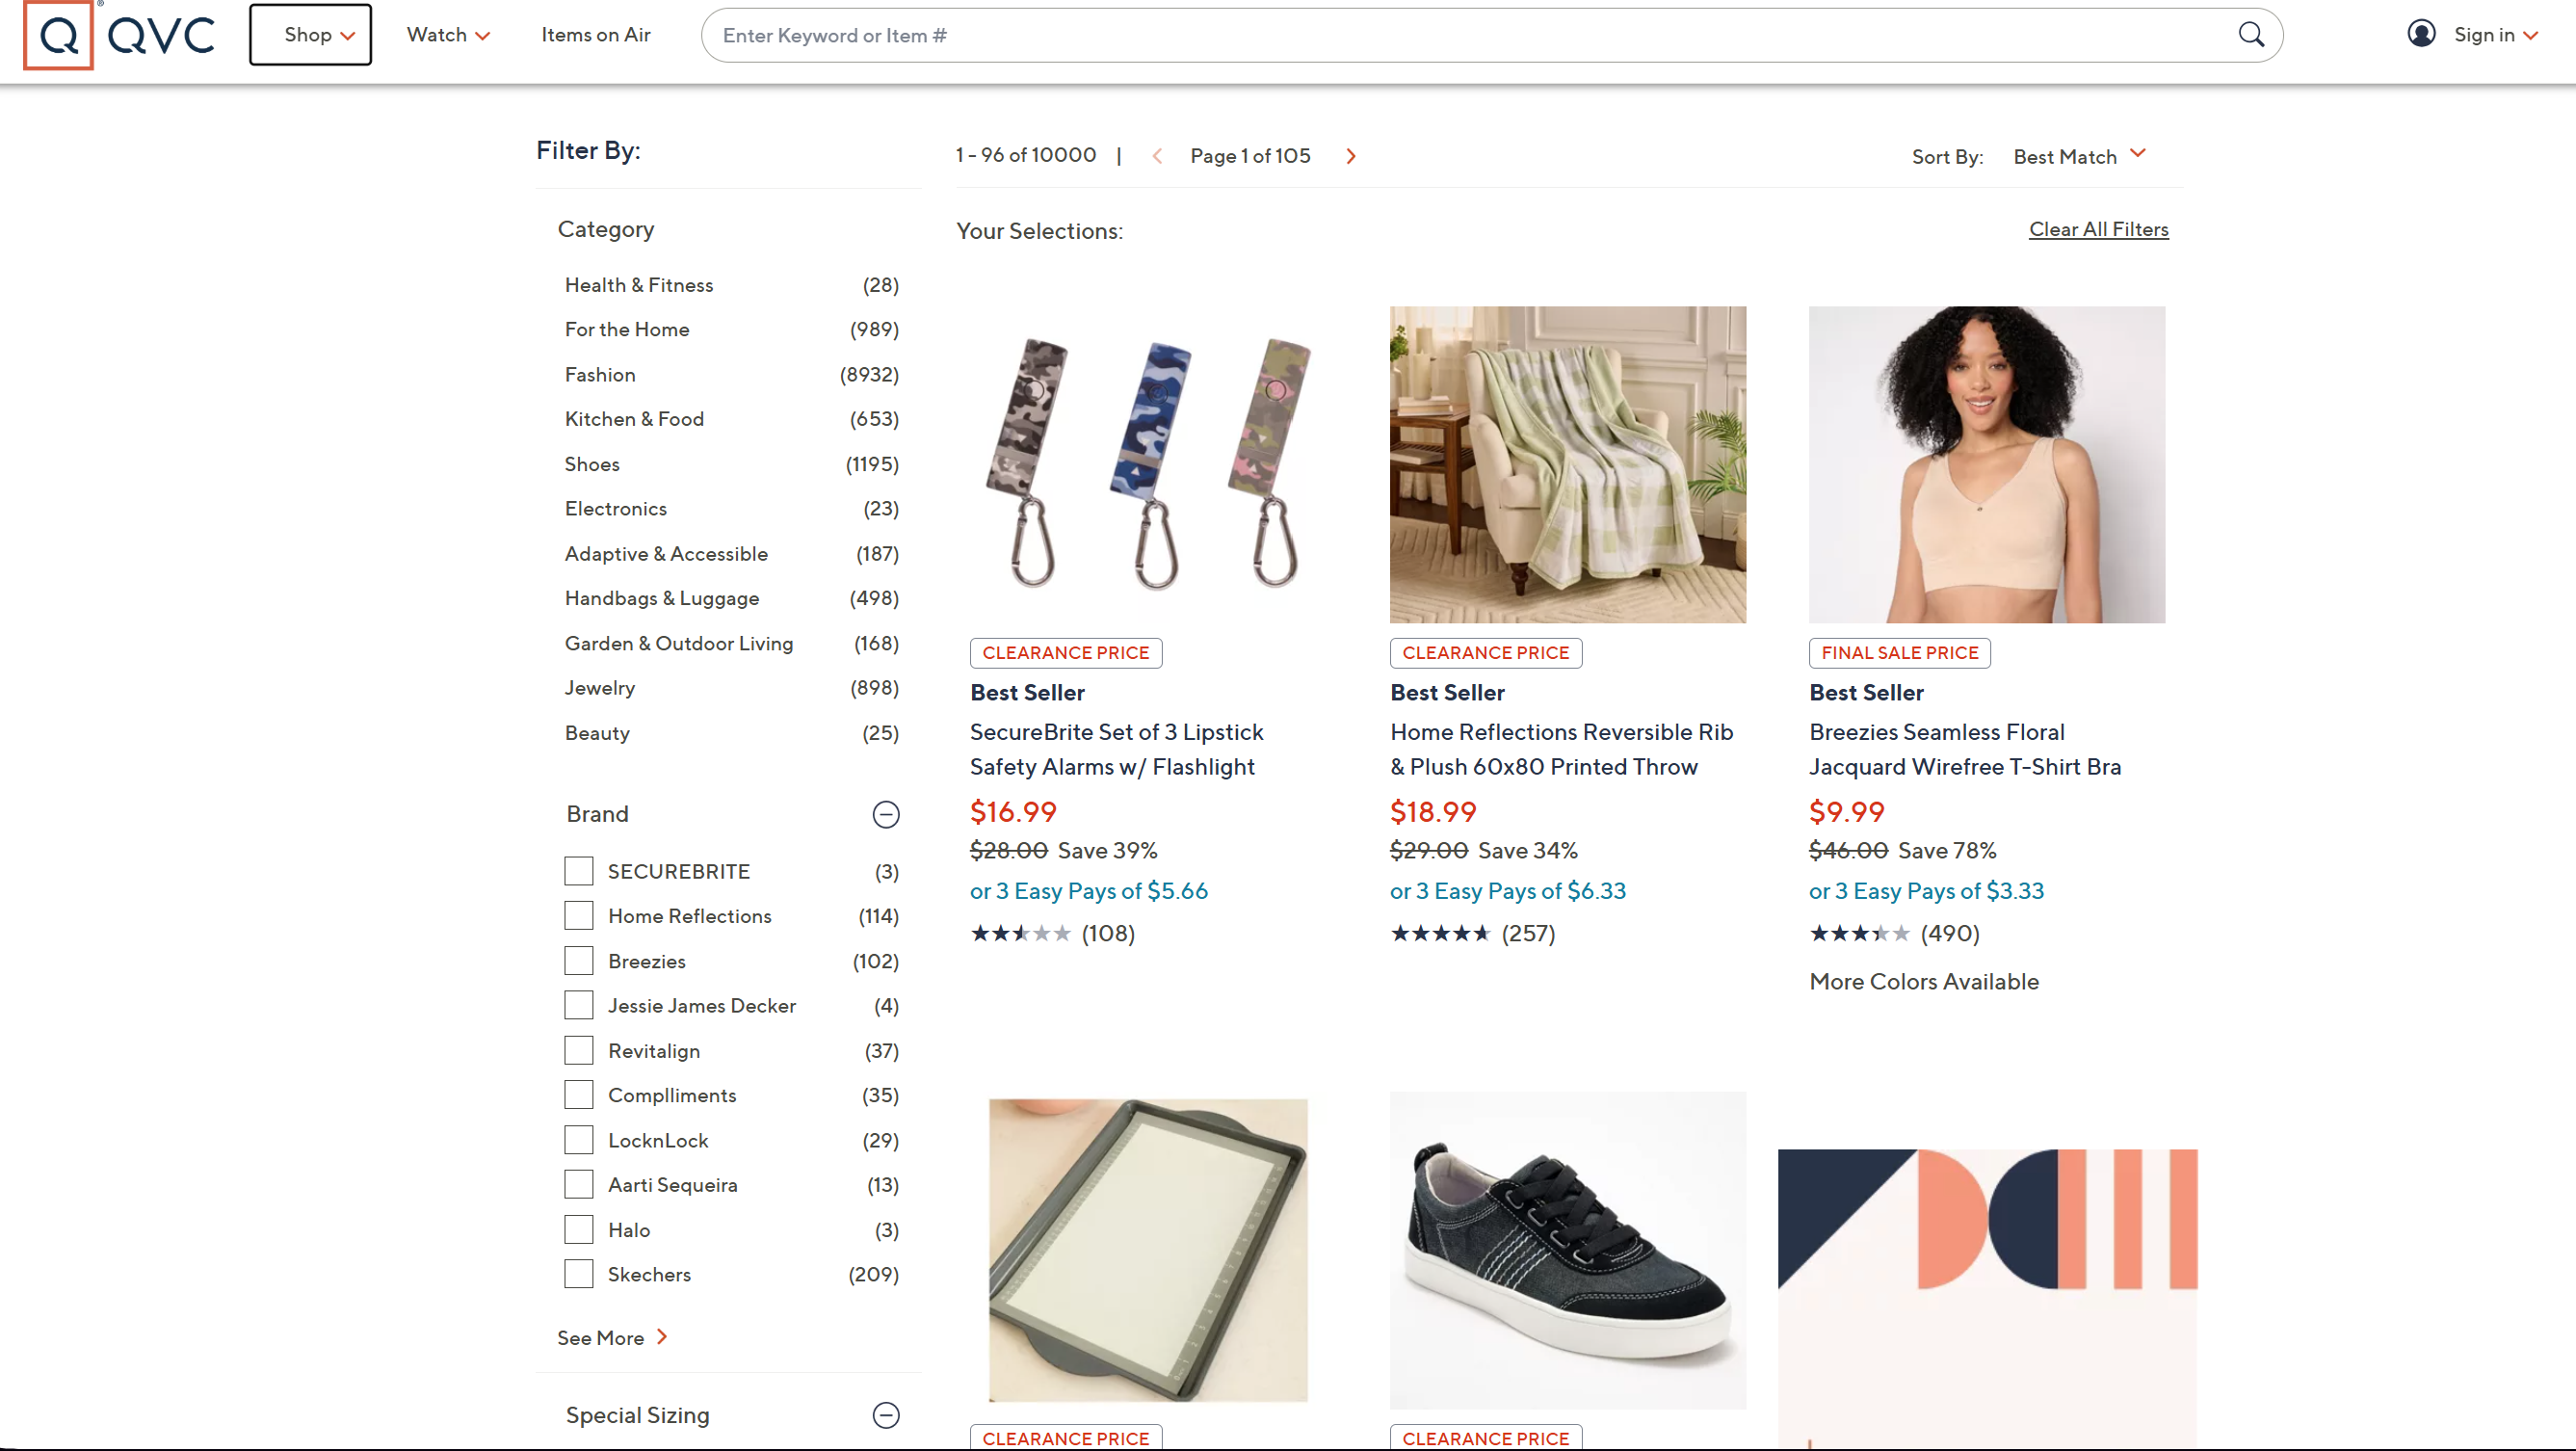 Q® QVC
Shop
Watch
Items on Air
Enter Keyword or Item #
Sign in
Filter By:
Category
Health & Fitness (28)
For the Home (989)
Fashion (8932)
Kitchen & Food (653)
Shoes (1195)
Electronics (23)
Adaptive & Accessible (187)
Handbags & Luggage (498)
Garden & Outdoor Living (168)
Jewelry (898)
Beauty (25)
Brand
SECUREBRITE (3)
Home Reflections (114)
Breezies (102)
Jessie James Decker (4)
Revitalign (37)
Complliments (35)
LocknLock (29)
Aarti Sequeira (13)
Halo (3)
Skechers (209)
See More
Special Sizing
1 - 96 of 10000 | Page 1 of 105
Sort By: Best Match
Your Selections:
Clear All Filters
CLEARANCE PRICE
Best Seller
SecureBrite Set of 3 Lipstick
Safety Alarms w/ Flashlight
$16.99
$28.00 Save 39%
or 3 Easy Pays of $5.66
(108)
CLEARANCE PRICE
Best Seller
Home Reflections Reversible Rib
& Plush 60x80 Printed Throw
$18.99
$29.00 Save 34%
or 3 Easy Pays of $6.33
(257)
FINAL SALE PRICE
Best Seller
Breezies Seamless Floral
Jacquard Wirefree T-Shirt Bra
$9.99
$46.00 Save 78%
or 3 Easy Pays of $3.33
(490)
More Colors Available
CLEARANCE PRICE
CLEARANCE PRICE